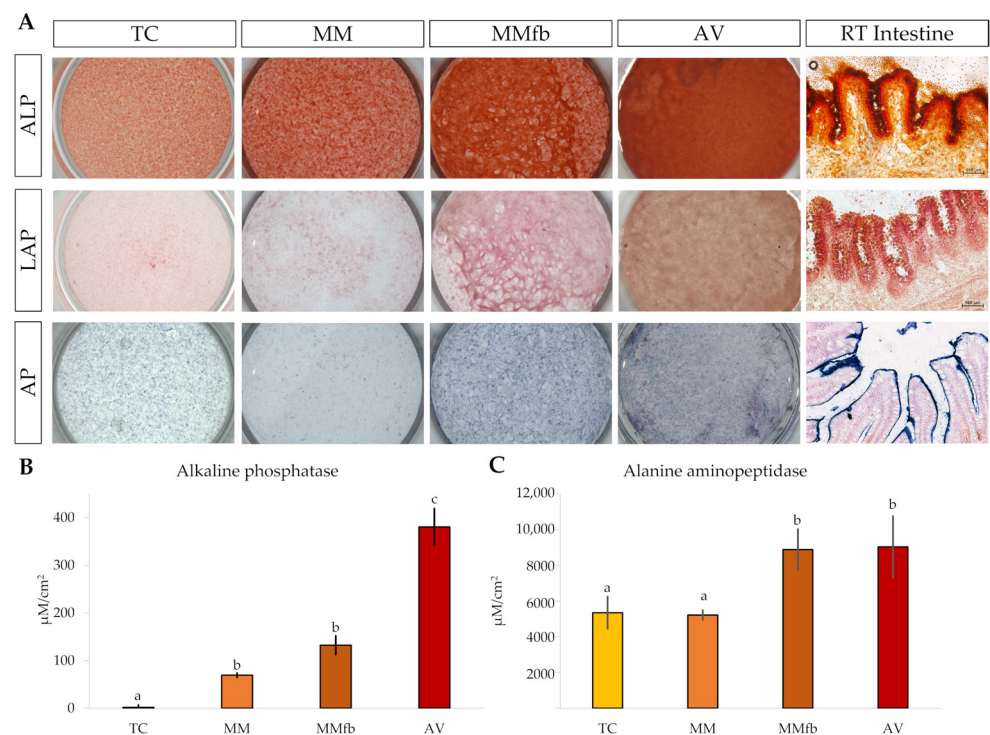 A
TC MM MMfb AV RT Intestine
ALP
LAP
AP
B
Alkaline phosphatase
µM/cm²
400
300
200
100
0
a
b
b
c
TC MM MMfb AV
C
Alanine aminopeptidase
µM/cm²
12,000
10,000
8000
6000
4000
2000
a
a
b
b
TC MM MMfb AV